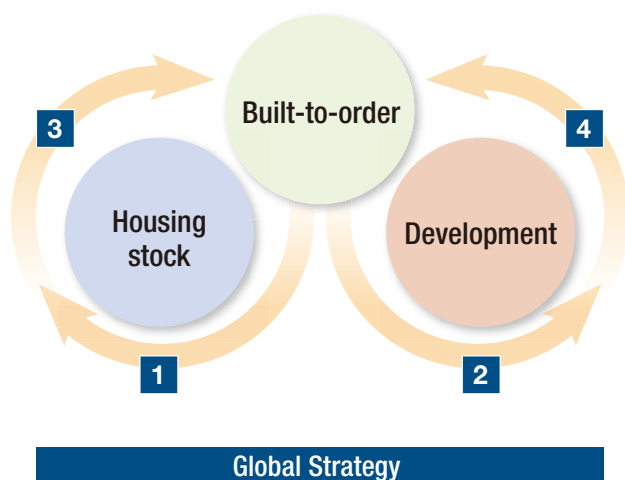 Built-to-order
3
4
Housing
stock
Development
1
2
Global Strategy